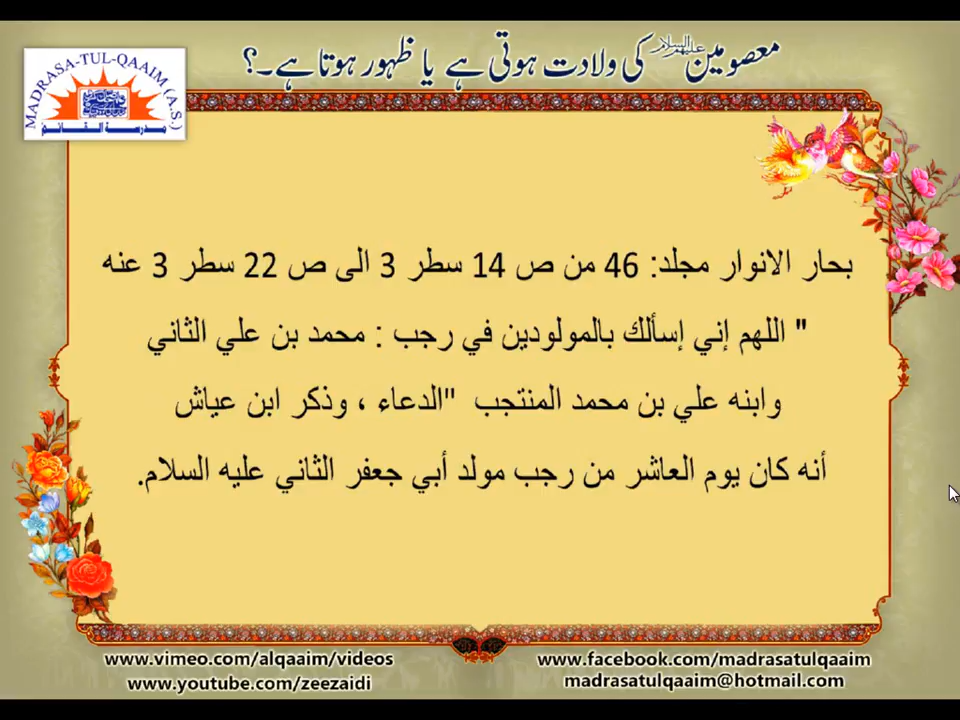 معصومین علیہم السلام کی ولادت ہوتی ہے یا ظہور ہوتا ہے۔؟
MADRASA-TUL-QAAIM (A.S.)
مدرسة القائم
بحار الانوار مجلد: 46 من ص 14 سطر 3 الى ص 22 سطر 3 عنه
" اللهم إني إسألك بالمولودين في رجب : محمد بن علي الثاني
وابنه علي بن محمد المنتجب "الدعاء ، وذكر ابن عياش
أنه كان يوم العاشر من رجب مولد أبي جعفر الثاني عليه السلام.
www.vimeo.com/alqaaim/videos
www.facebook.com/madrasatulqaaim
www.youtube.com/zeezaidi
madrasatulqaaim@hotmail.com